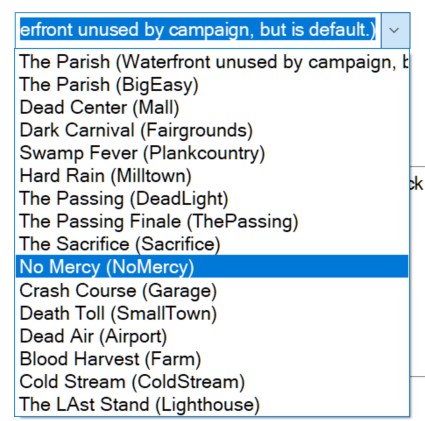 erfront unused by campaign, but is default.)
The Parish (Waterfront unused by campaign, b
The Parish (BigEasy)
Dead Center (Mall)
Dark Carnival (Fairgrounds)
Swamp Fever (Plankcountry)
Hard Rain (Milltown)
ck
The Passing (DeadLight)
The Passing Finale (ThePassing)
The Sacrifice (Sacrifice)
No Mercy (NoMercy)
Crash Course (Garage)
Death Toll (SmallTown)
Dead Air (Airport)
Blood Harvest (Farm)
Cold Stream (ColdStream)
The LAst Stand (Lighthouse)